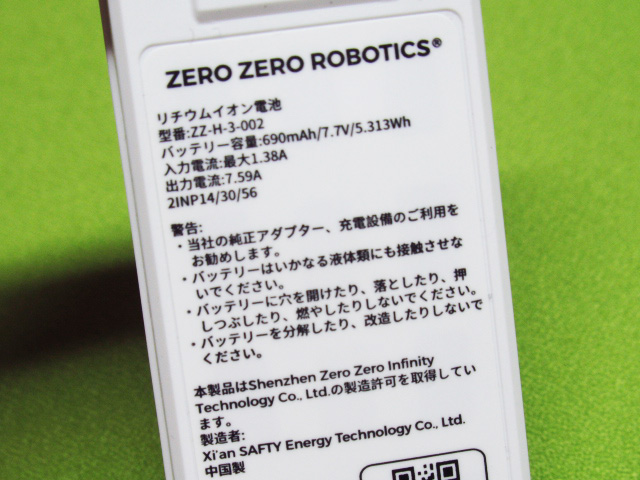 ZERO ZERO ROBOTICS®
リチウムイオン電池
型番:ZZ-H-3-002
バッテリー容量:690mAh/7.7V/5.313Wh
入力電流:最大1.38A
出力電流:7.59A
2INP14/30/56
警告:
・当社の純正アダプター、充電設備のご利用を
お勧めします。
・バッテリーはいかなる液体類にも接触させな
いでください。
・バッテリーに穴を開けたり、落としたり、押
しつぶしたり、燃やしたりしないでください。
・バッテリーを分解したり、改造したりしないで
ください。
本製品はShenzhen Zero Zero Infinity
Technology Co., Ltd.の製造許可を取得してい
ます。
製造者:
Xi'an SAFTY Energy Technology Co., Ltd.
中国製